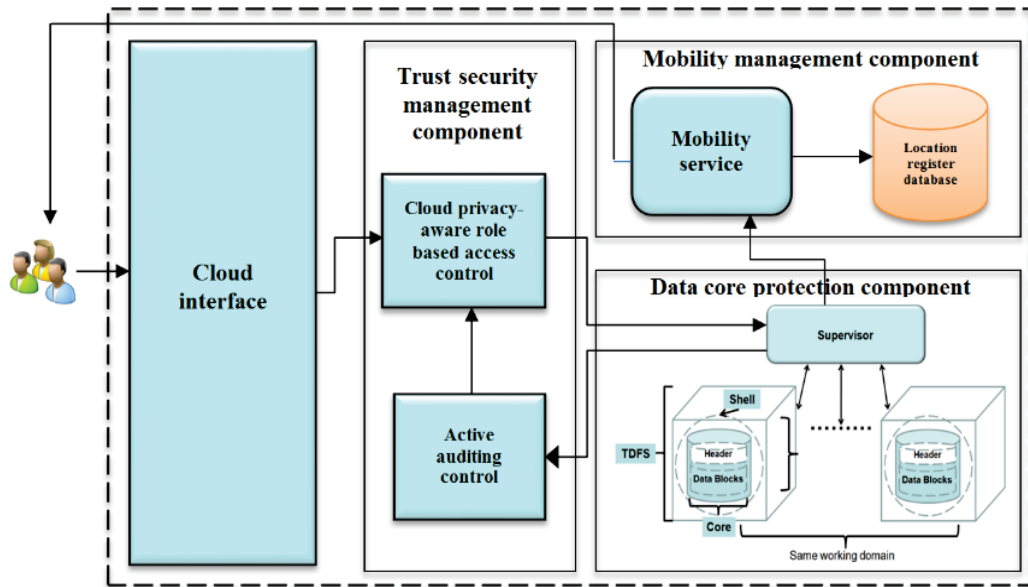 Cloud
interface
Trust security
management
component
Cloud privacy-
aware role
based access
control
Active
auditing
control
Mobility management component
Mobility
service
Location
register
database
Data core protection component
Supervisor
Shell
TDFS
Header
Data Blocks
Core
Header
Data Blocks
Same working domain